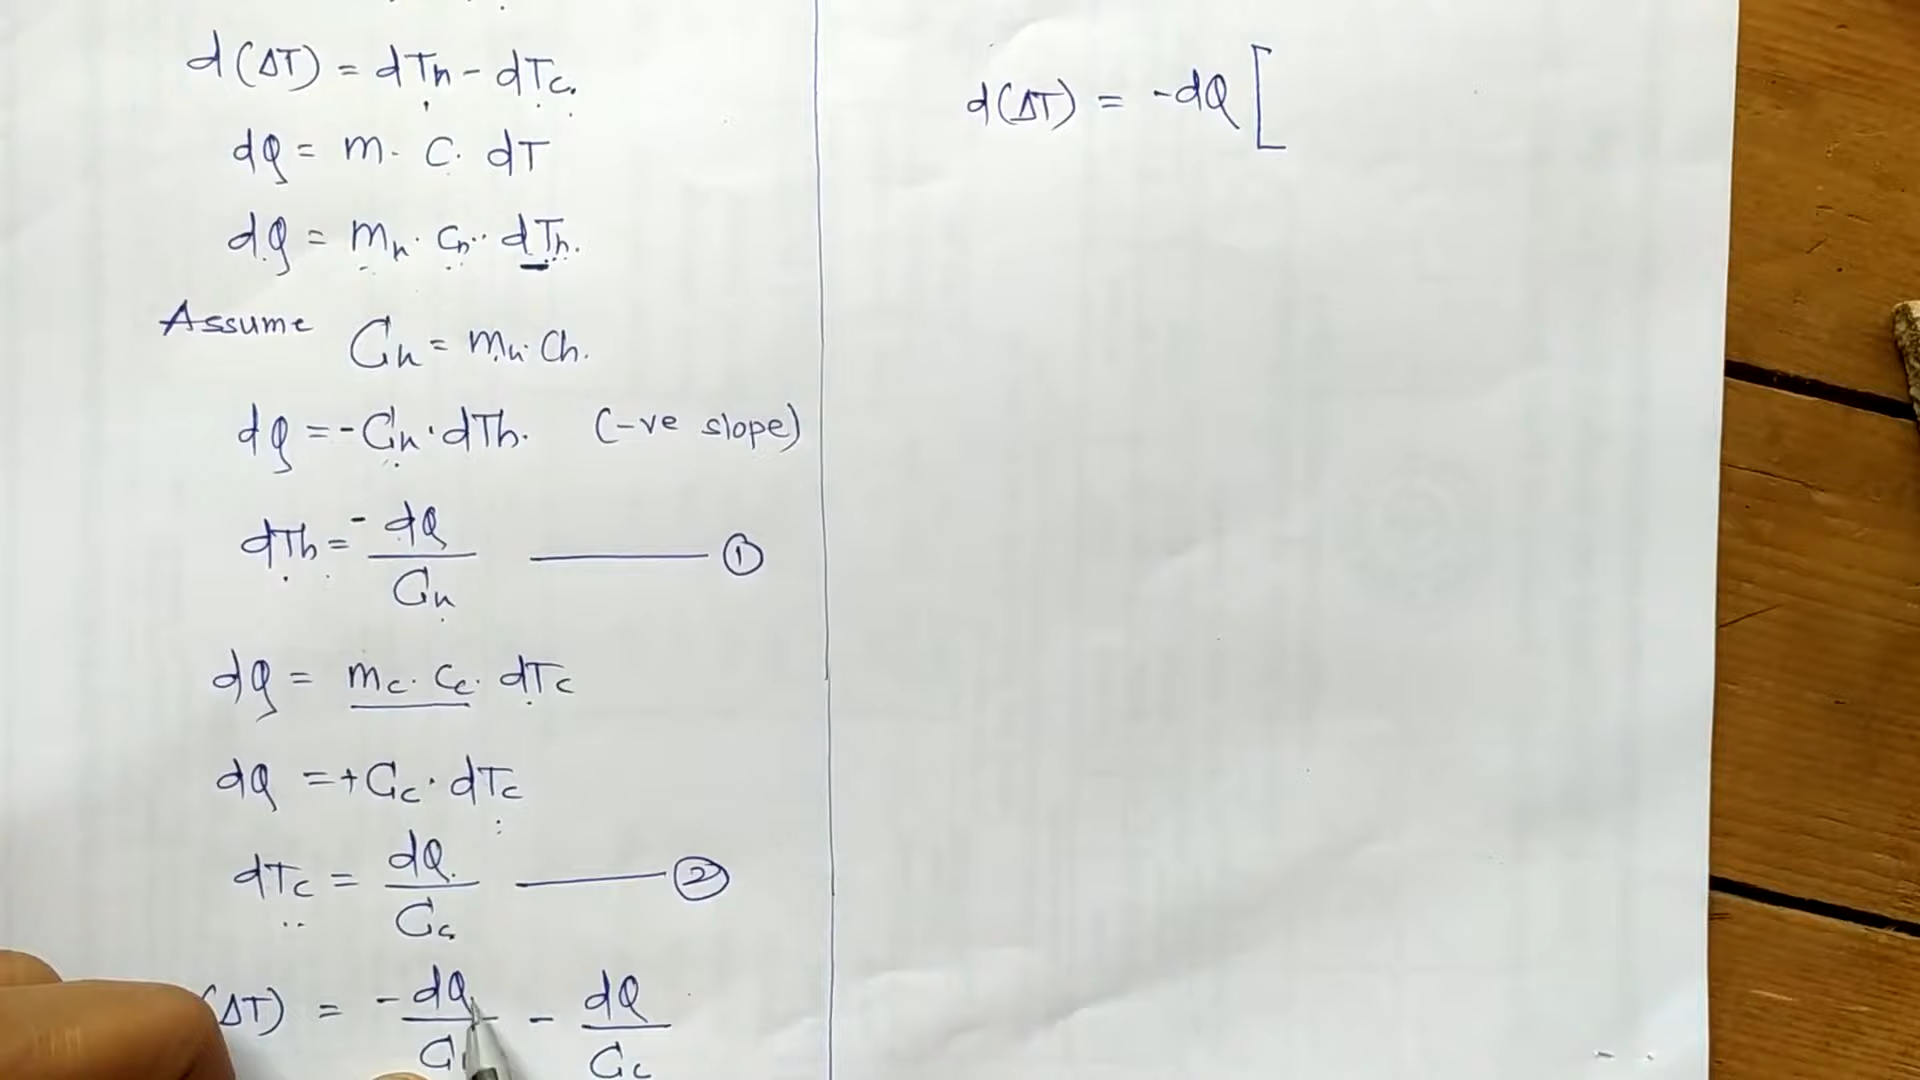 d(ΔT) = dTh - dTc.
dQ = m. c. dT
dQ = mh. ch. dTh.
Assume Ch = mh. Ch.
dQ = -Ch. dTh. (-ve slope)
dTh = -dQ/Ch ——— ①
dQ = mc. cc. dTc
dQ = +Cc. dTc
dTc = dQ/Cc ——— ②
(ΔT) = -dQ/C - dQ/Cc
d(ΔT) = -dQ [